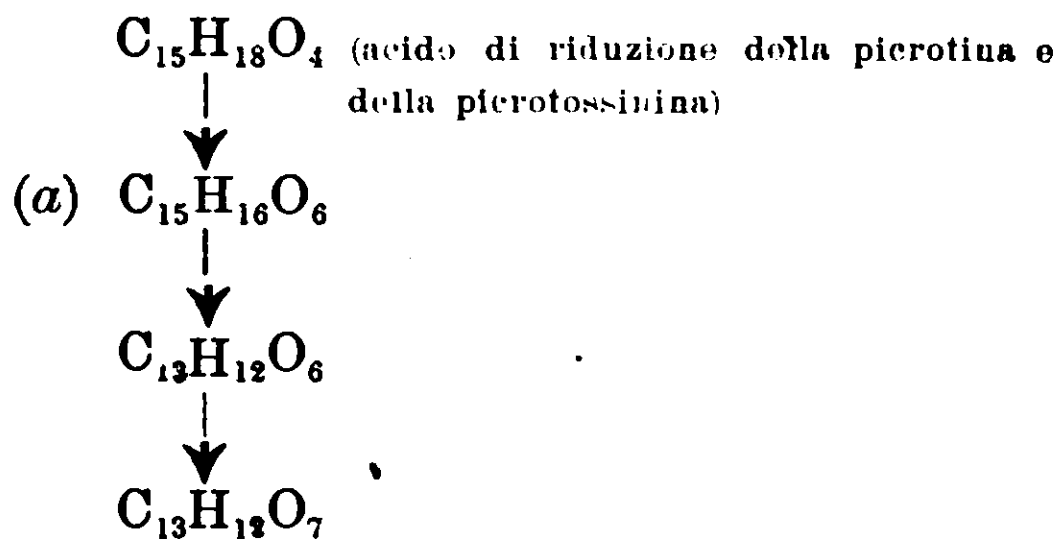 C₁₅H₁₈O₄ (acido di riduzione della picrotina e
della picrotossinina)
(a) C₁₅H₁₆O₆
C₁₃H₁₂O₆
C₁₃H₁₂O₇